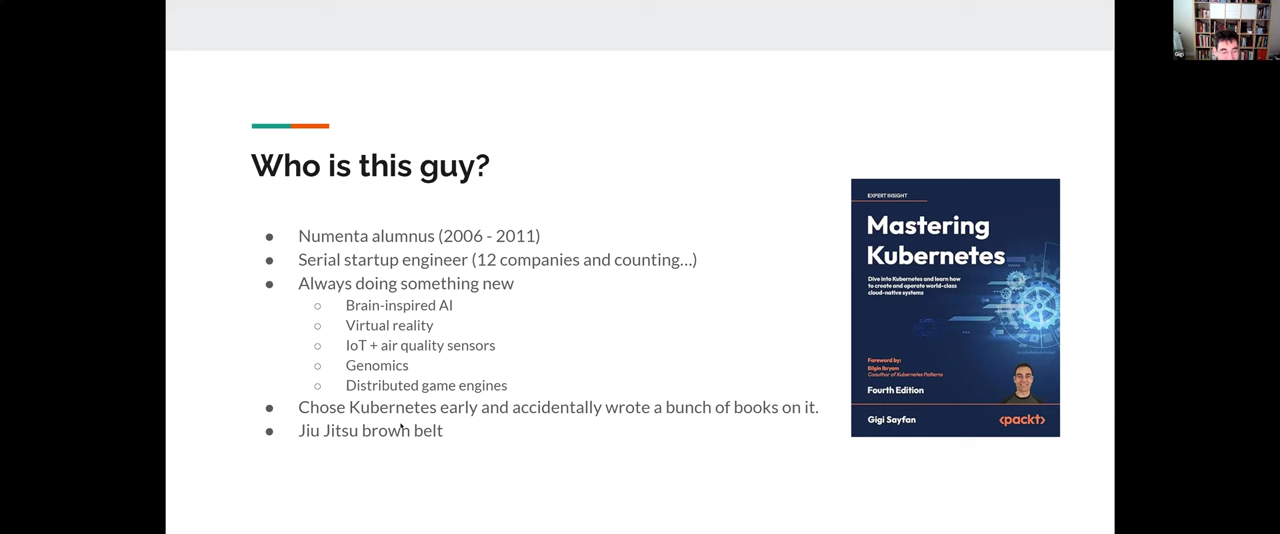 Who is this guy?
● Numenta alumnus (2006 - 2011)
● Serial startup engineer (12 companies and counting...)
● Always doing something new
○ Brain-inspired AI
○ Virtual reality
○ IoT + air quality sensors
○ Genomics
○ Distributed game engines
● Chose Kubernetes early and accidentally wrote a bunch of books on it.
● Jiu Jitsu brown belt
EXPERT INSIGHT
Mastering
Kubernetes
Dive into Kubernetes and learn how
to create and operate world-class
cloud-native systems
Foreword by:
Bilgin Ibryam
Coauthor of Kubernetes Patterns
Fourth Edition
Gigi Sayfan
<packt>
Gigi